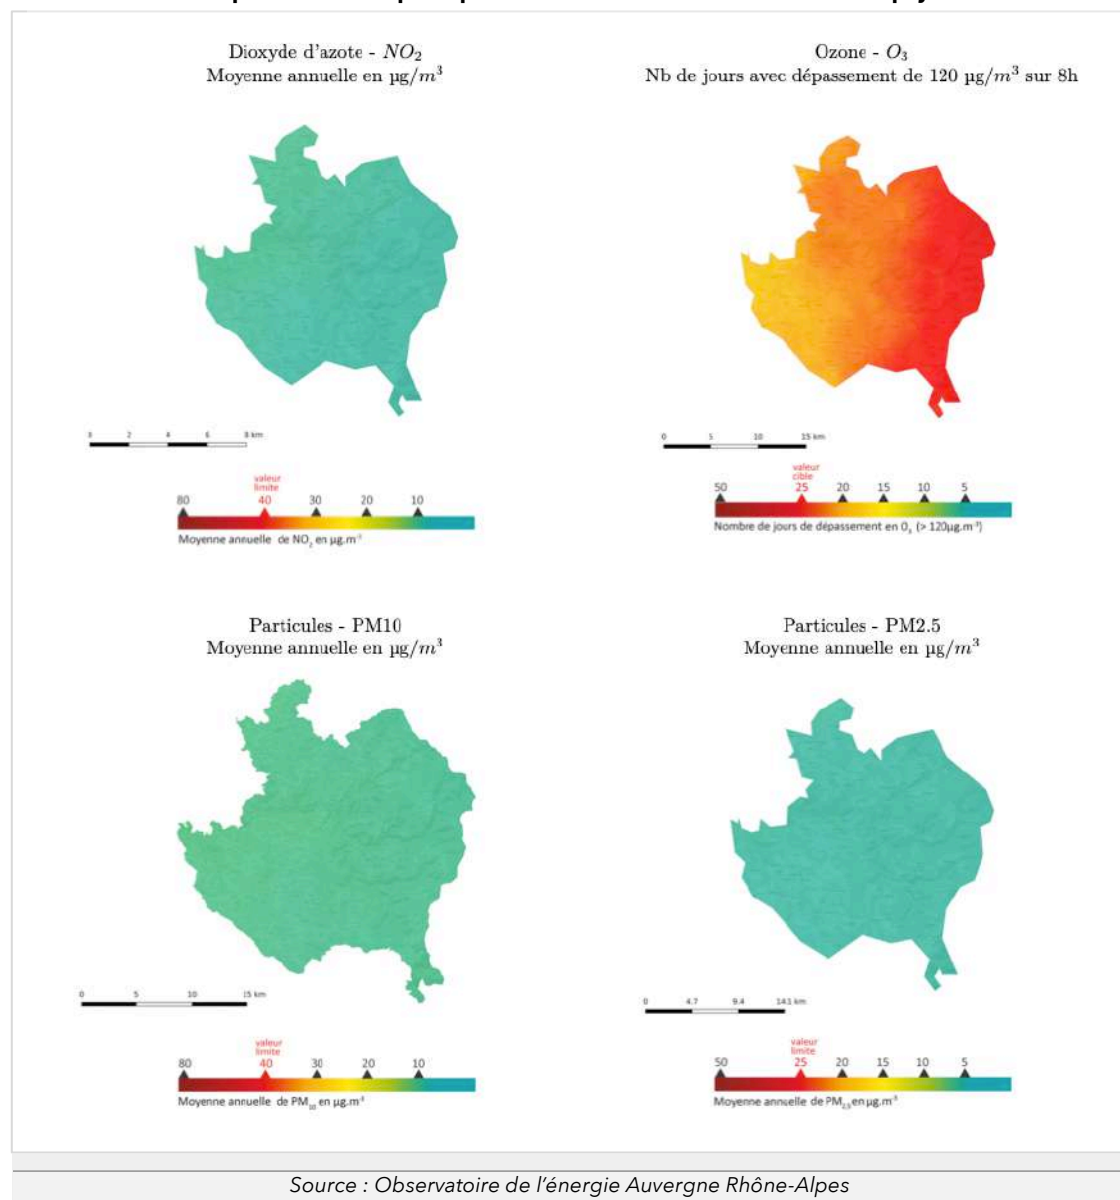 Dioxyde d'azote - NO₂
Moyenne annuelle en µg/m³
Ozone - O₃
Nb de jours avec dépassement de 120 µg/m³ sur 8h
0 2 4 6 8 km
0 5 10 15 km
valeur
limite
80 40 30 20 10
Moyenne annuelle de NO₂ en µg.m⁻³
valeur
cible
50 25 20 15 10 5
Nombre de jours de dépassement en O₃ (> 120µg.m⁻³)
Particules - PM10
Moyenne annuelle en µg/m³
Particules - PM2.5
Moyenne annuelle en µg/m³
0 5 10 15 km
0 4.7 9.4 14.1 km
valeur
limite
80 40 30 20 10
Moyenne annuelle de PM₁₀ en µg.m⁻³
valeur
limite
50 25 20 15 10 5
Moyenne annuelle de PM₂,₅ en µg.m⁻³
Source : Observatoire de l'énergie Auvergne Rhône-Alpes